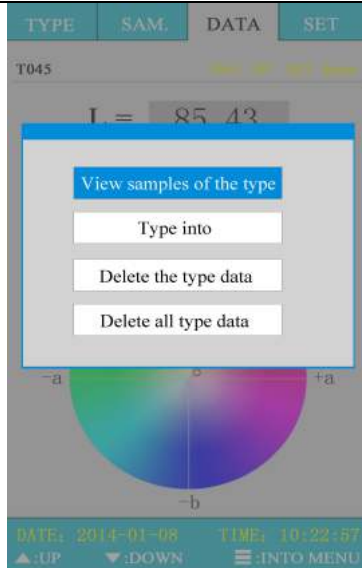 TYPE SAM. DATA SET
T045
L = 85.43
View samples of the type
Type into
Delete the type data
Delete all type data
-a +a
-b
DATE: 2014-01-08 TIME: 10:22:57
▲:UP ▼:DOWN ☰:INTO MENU